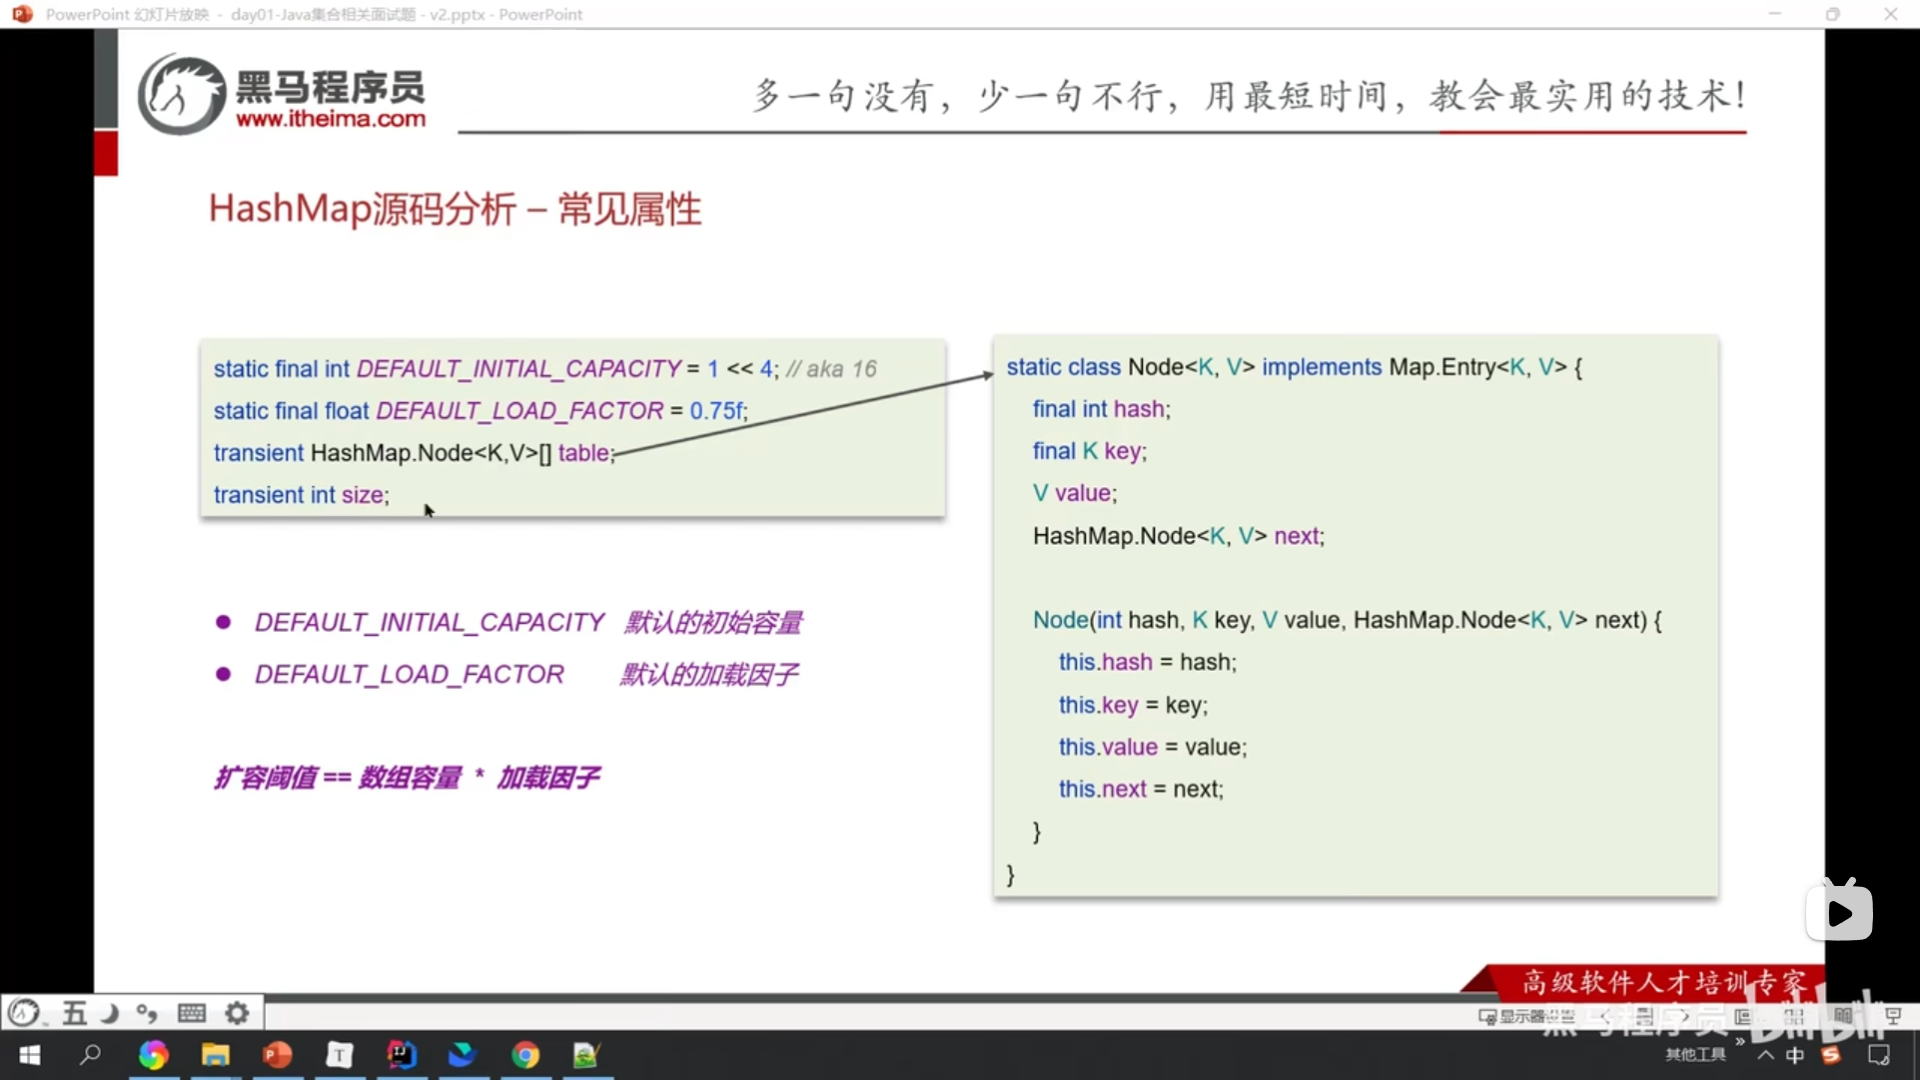 PowerPoint 幻灯片放映 - day01-Java集合相关面试题 - v2.pptx - PowerPoint
黑马程序员
www.itheima.com
多一句没有，少一句不行，用最短时间，教会最实用的技术！
HashMap源码分析 – 常见属性
static final int DEFAULT_INITIAL_CAPACITY = 1 << 4; // aka 16
static final float DEFAULT_LOAD_FACTOR = 0.75f;
transient HashMap.Node<K,V>[] table;
transient int size;
● DEFAULT_INITIAL_CAPACITY 默认的初始容量
● DEFAULT_LOAD_FACTOR 默认的加载因子
扩容阈值 == 数组容量 * 加载因子
static class Node<K, V> implements Map.Entry<K, V> {
final int hash;
final K key;
V value;
HashMap.Node<K, V> next;
Node(int hash, K key, V value, HashMap.Node<K, V> next) {
this.hash = hash;
this.key = key;
this.value = value;
this.next = next;
}
}
高级软件人才培训专家
五
显示器设置
黑马程序员 bilibili
其他工具
中